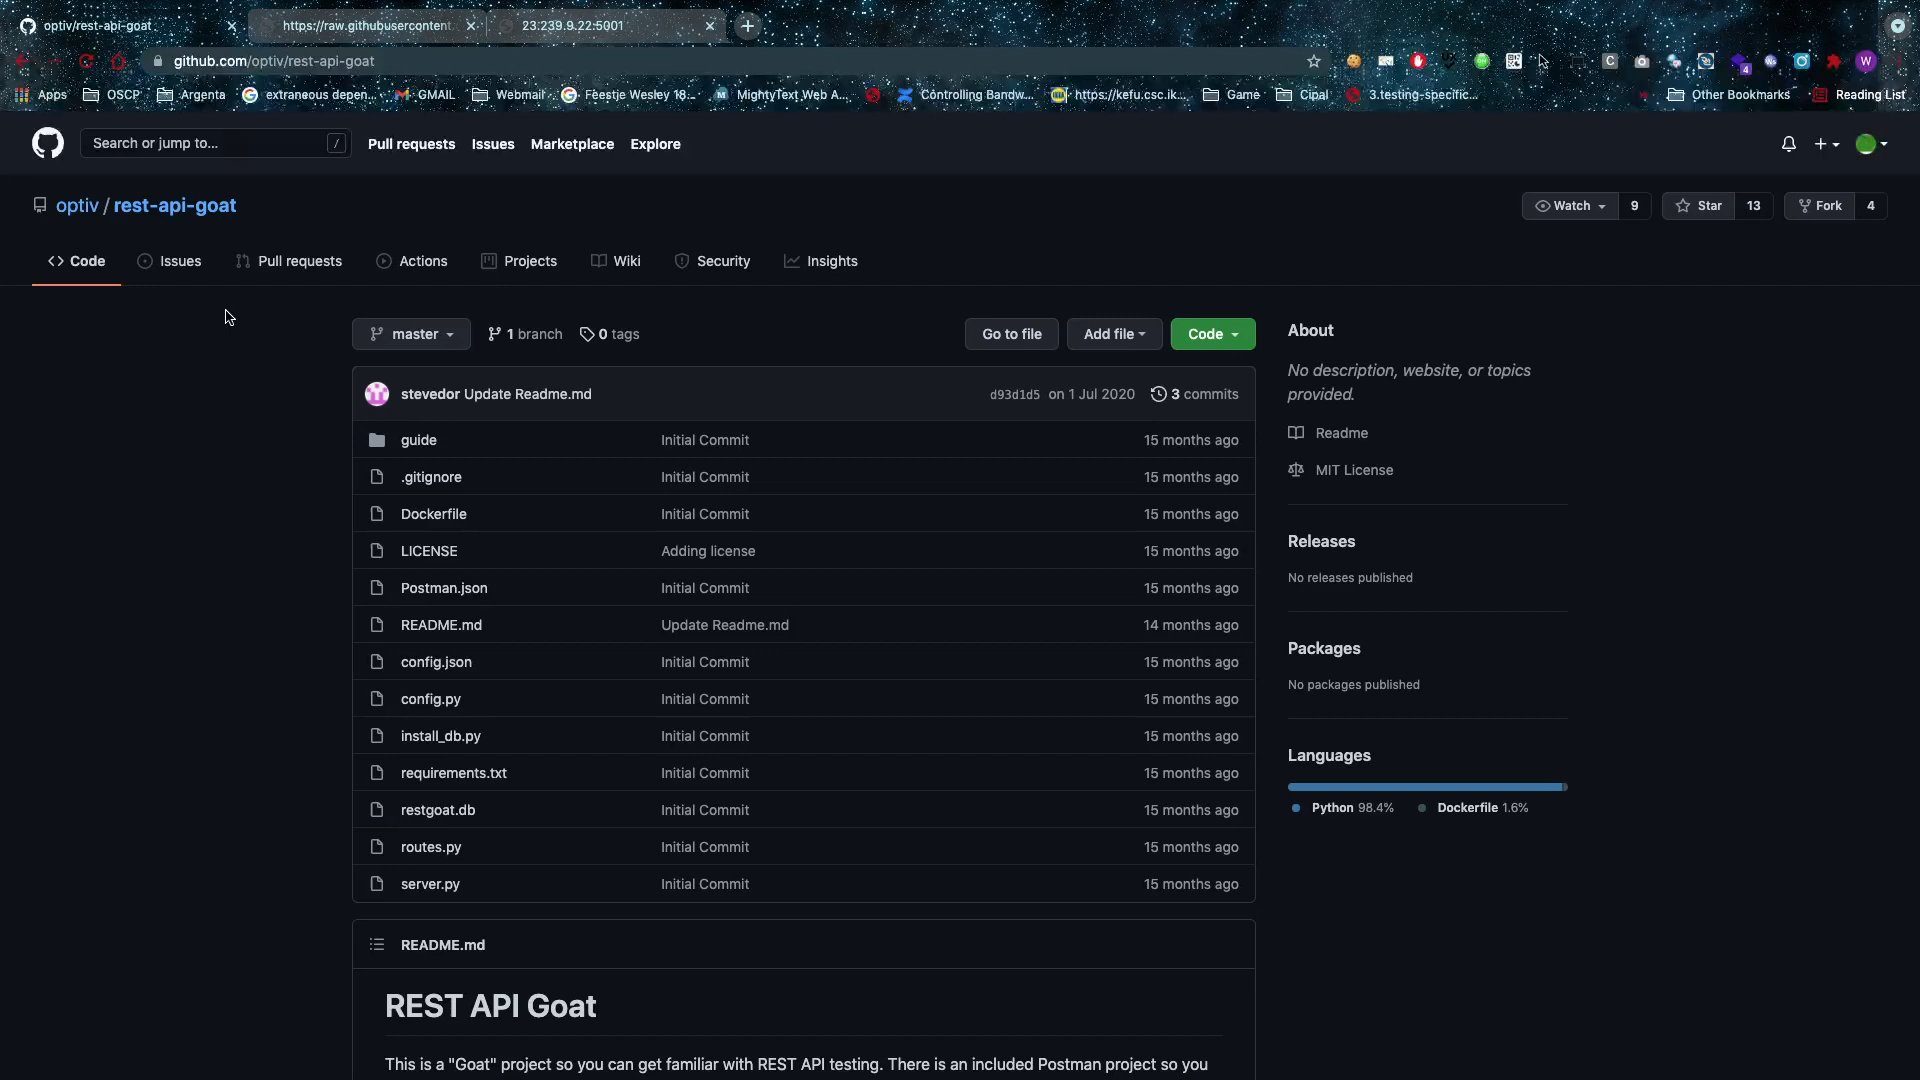 optiv/rest-api-goat
https://raw.githubusercontent
23.239.9.22:5001
github.com/optiv/rest-api-goat
W
Apps
OSCP
Argenta
extraneous depen...
GMAIL
Webmail
Feestje Wesley 18...
MightyText Web A...
Controlling Bandw...
https://kefu.csc.ik...
Game
Cipal
3.testing-specific...
Other Bookmarks
Reading List
Search or jump to...
/
Pull requests
Issues
Marketplace
Explore
optiv / rest-api-goat
Watch 9
Star 13
Fork 4
Code
Issues
Pull requests
Actions
Projects
Wiki
Security
Insights
master
1 branch
0 tags
Go to file
Add file
Code
stevedor Update Readme.md d93d1d5 on 1 Jul 2020 3 commits
guide Initial Commit 15 months ago
.gitignore Initial Commit 15 months ago
Dockerfile Initial Commit 15 months ago
LICENSE Adding license 15 months ago
Postman.json Initial Commit 15 months ago
README.md Update Readme.md 14 months ago
config.json Initial Commit 15 months ago
config.py Initial Commit 15 months ago
install_db.py Initial Commit 15 months ago
requirements.txt Initial Commit 15 months ago
restgoat.db Initial Commit 15 months ago
routes.py Initial Commit 15 months ago
server.py Initial Commit 15 months ago
README.md
REST API Goat
This is a "Goat" project so you can get familiar with REST API testing. There is an included Postman project so you
About
No description, website, or topics
provided.
Readme
MIT License
Releases
No releases published
Packages
No packages published
Languages
Python 98.4%
Dockerfile 1.6%